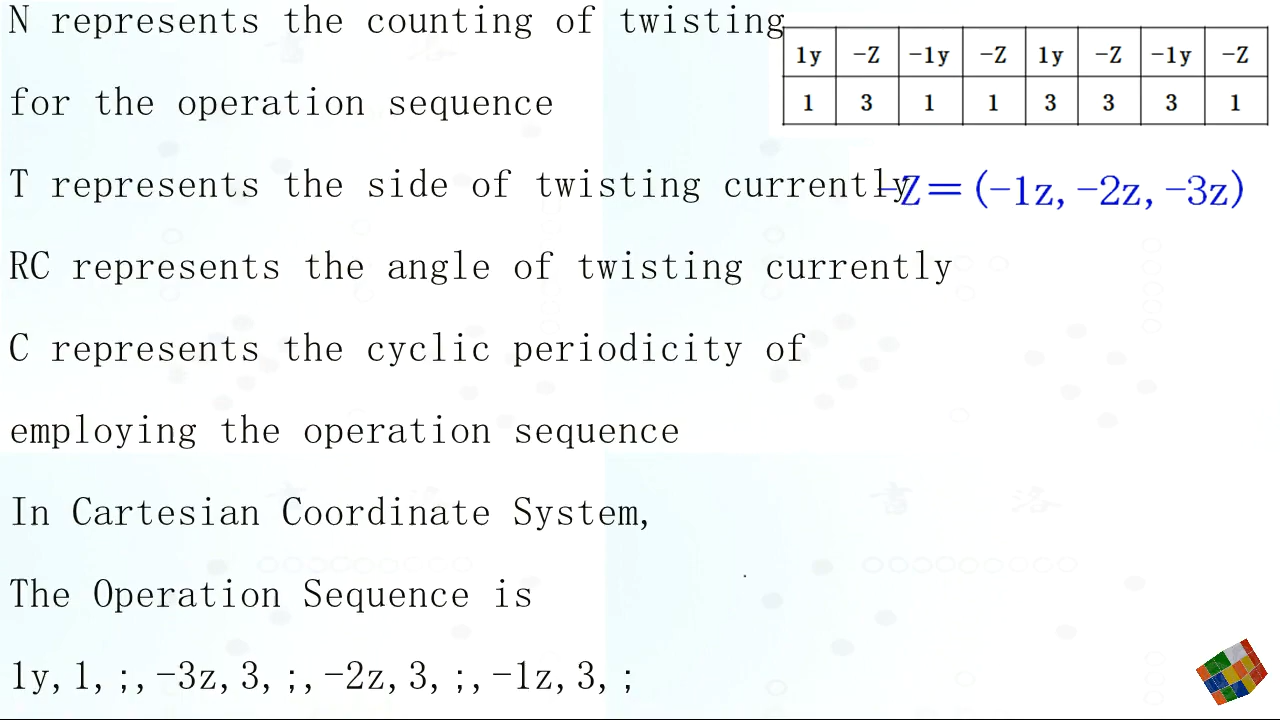 N represents the counting of twisting
1y -Z -1y -Z 1y -Z -1y -Z
for the operation sequence
1 3 1 1 3 3 3 1
T represents the side of twisting currently
-Z=(-1z,-2z,-3z)
RC represents the angle of twisting currently
C represents the cyclic periodicity of
employing the operation sequence
In Cartesian Coordinate System,
The Operation Sequence is
1y,1,;,-3z,3,;,-2z,3,;,-1z,3,;